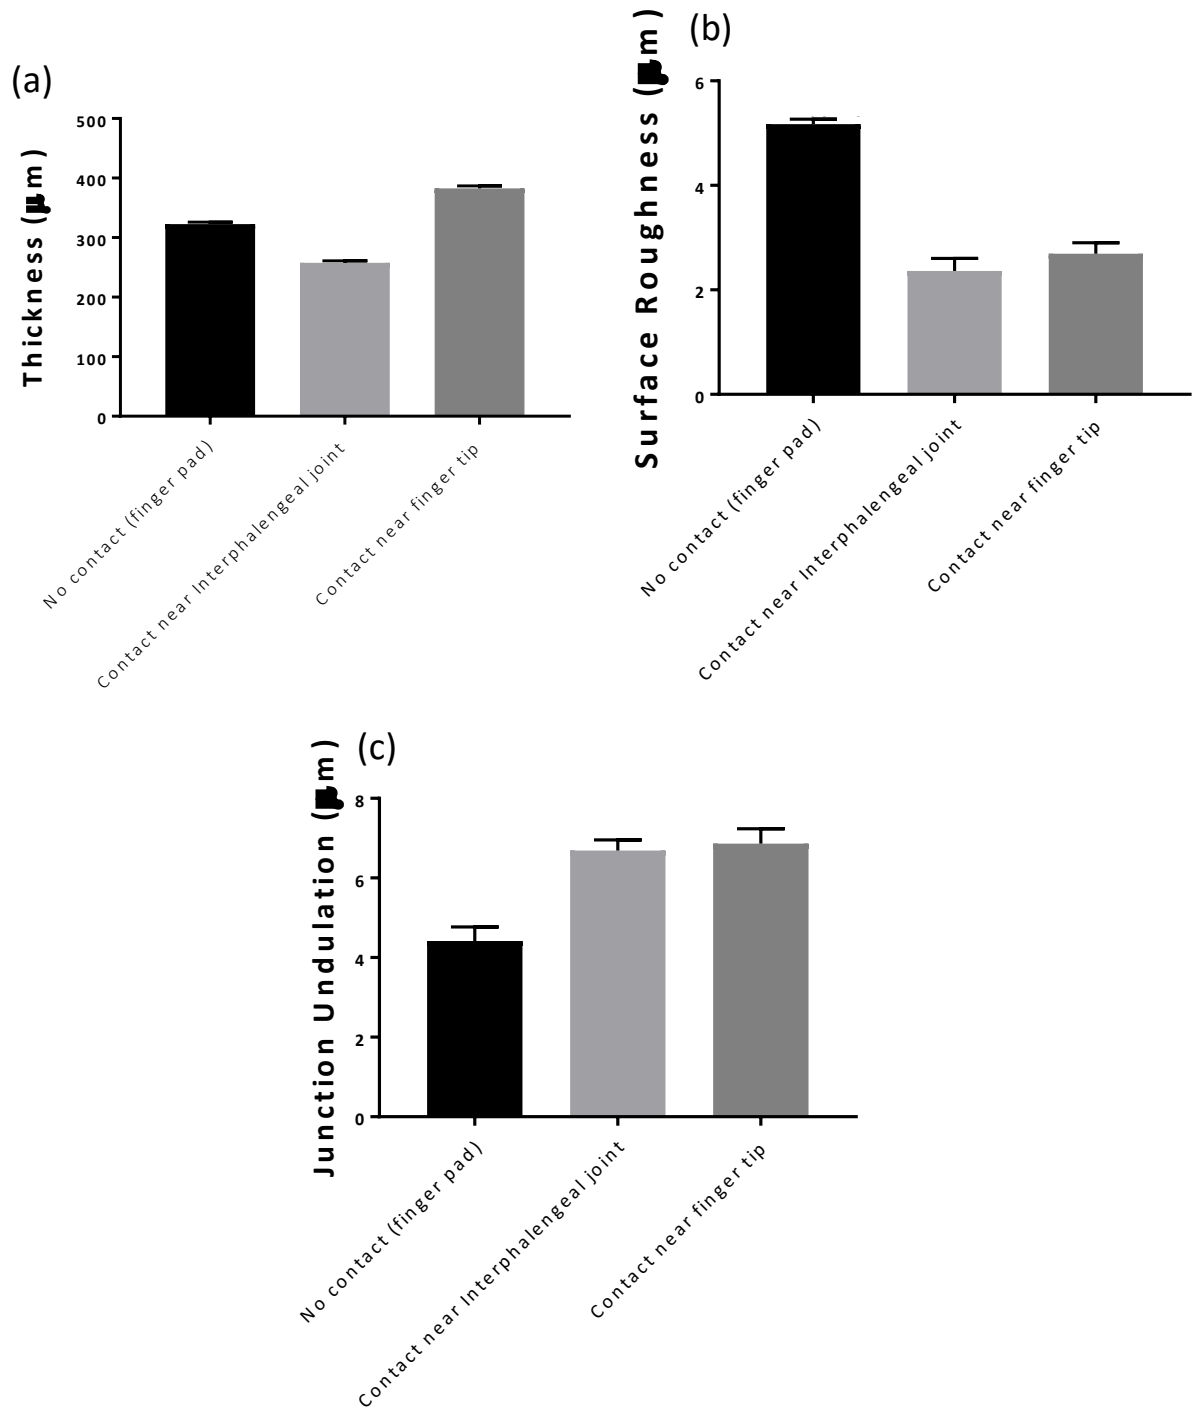 (a)
Thickness (µm)
500
400
300
200
100
0
No contact (finger pad)
Contact near Interphalengeal joint
Contact near finger tip
(b)
Surface Roughness (µm)
6
4
2
0
No contact (finger pad)
Contact near Interphalengeal joint
Contact near finger tip
(c)
Junction Undulation (µm)
8
6
4
2
0
No contact (finger pad)
Contact near Interphalengeal joint
Contact near finger tip